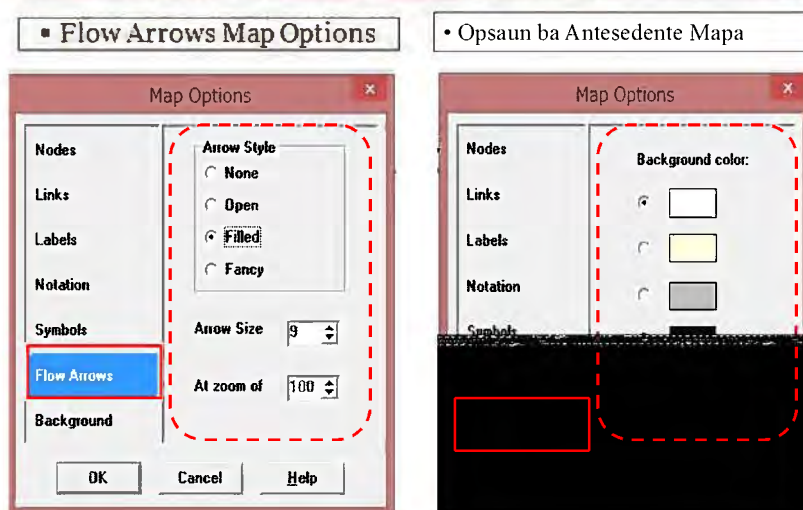 ▪ Flow Arrows Map Options
Map Options
×
Nodes
Links
Labels
Notation
Symbols
Flow Arrows
Background
Arrow Style
None
Open
Filled
Fancy
Arrow Size 9
At zoom of 100
OK Cancel Help
• Opsaun ba Antesedente Mapa
Map Options
×
Nodes
Links
Labels
Notation
Symbols
Background color: